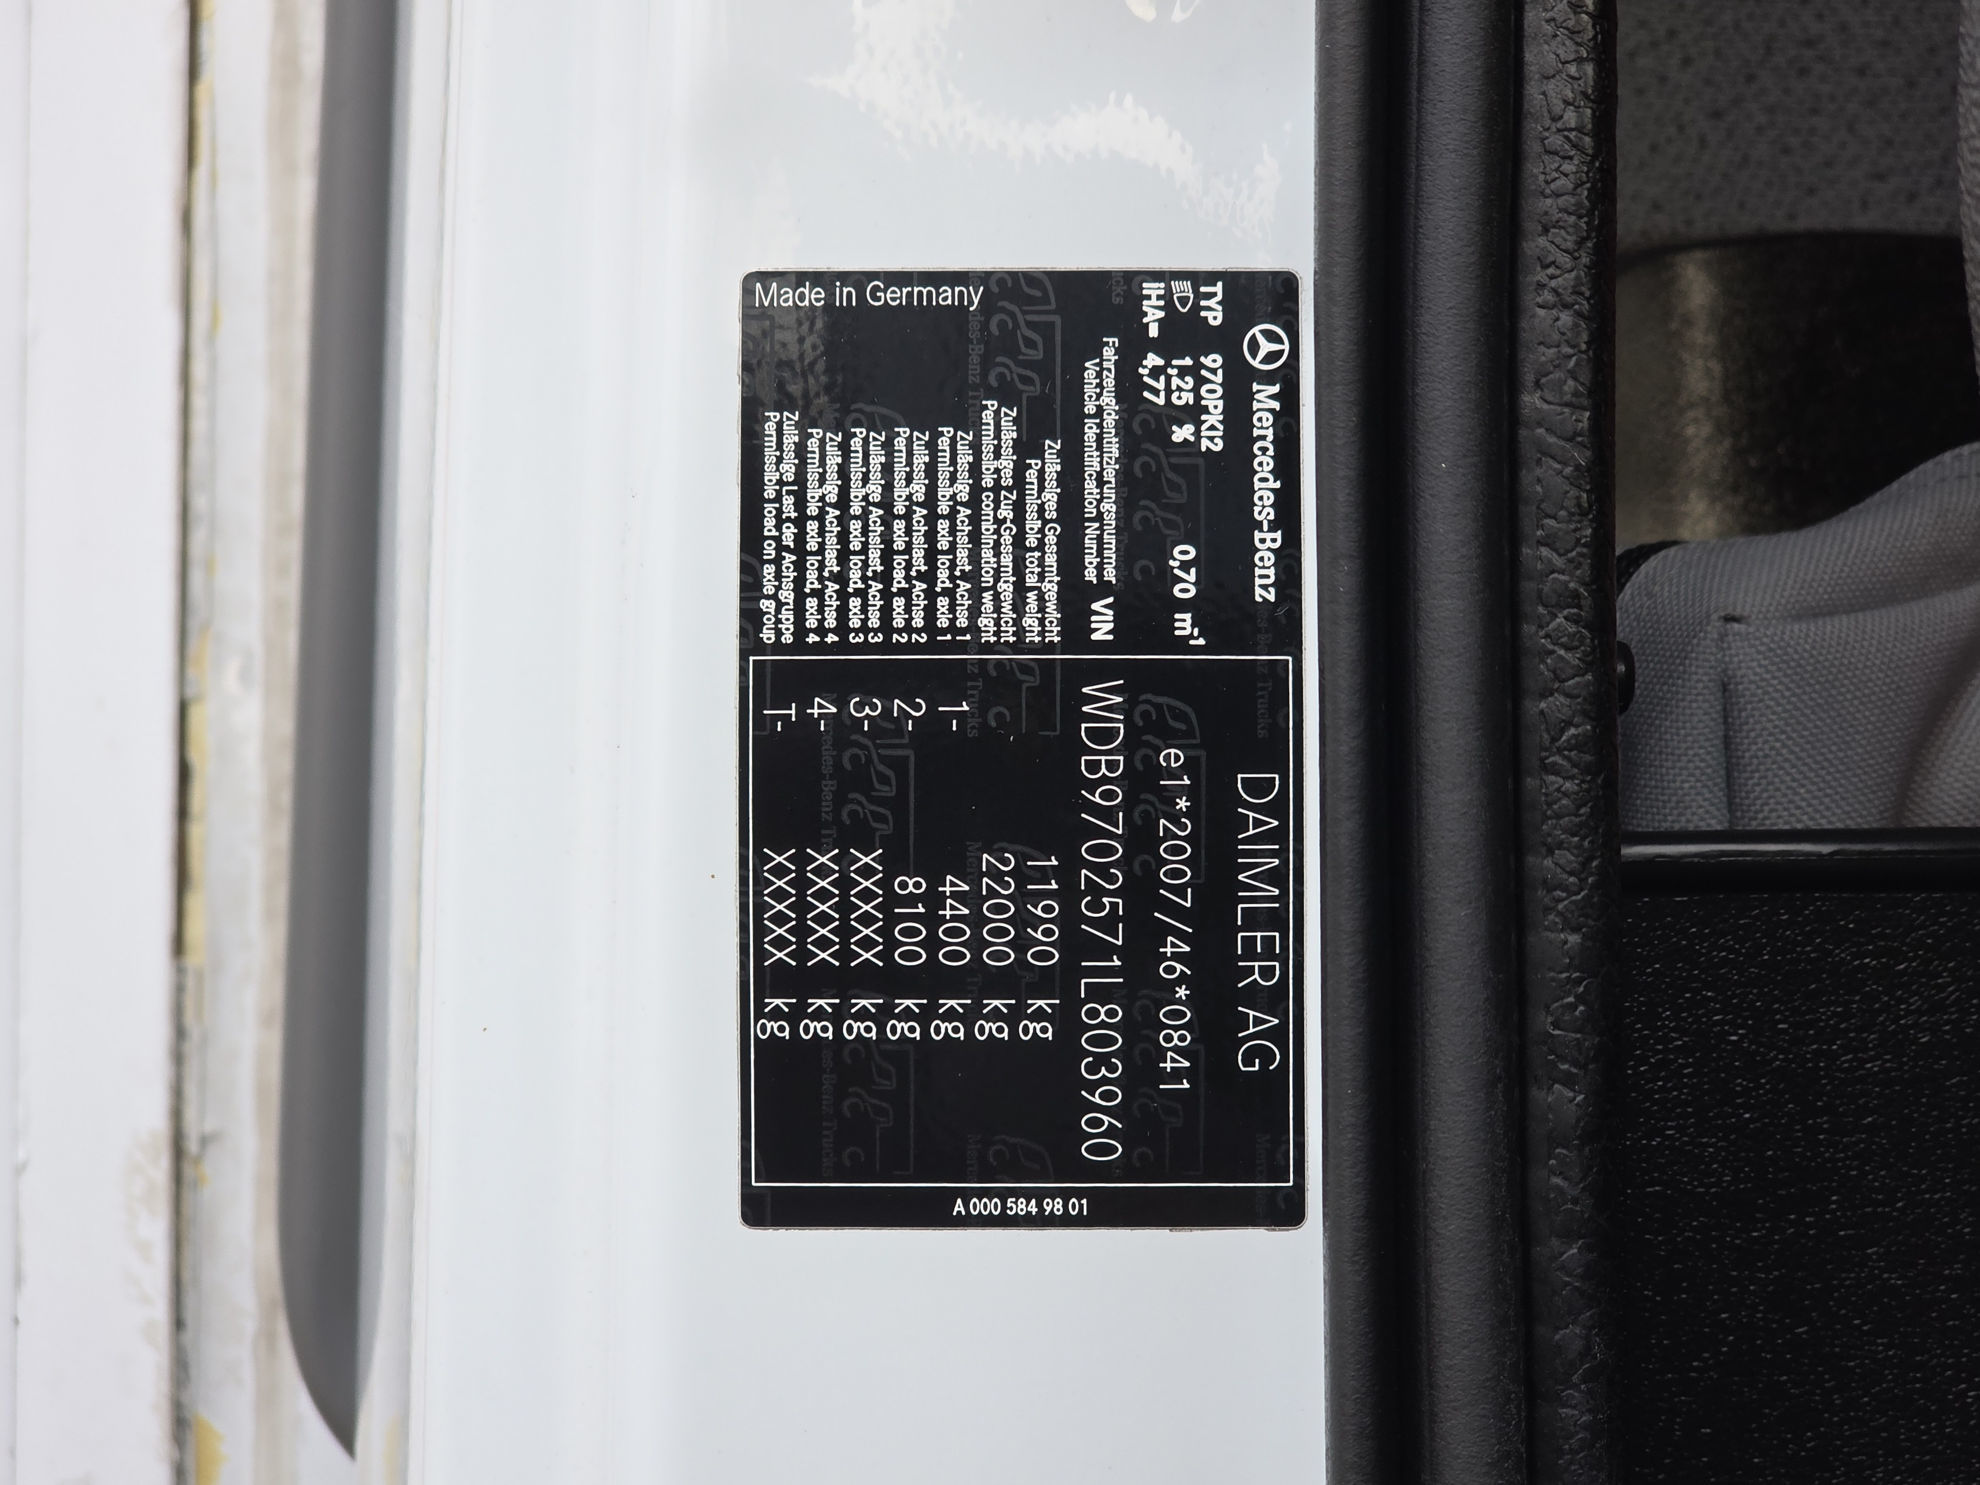 Mercedes-Benz
DAIMLER AG
TYP 970PKI2
1,25 % 0,70 m⁻¹
e1*2007/46*0841
IHA= 4,77
Fahrzeugidentifizierungsnummer
Vehicle Identification Number
VIN WDB9702571L803960
Zulässiges Gesamtgewicht
Permissible total weight
11990 kg
Zulässiges Zug-Gesamtgewicht
Permissible combination weight
22000 kg
Zulässige Achslast, Achse 1
Permissible axle load, axle 1
1- 4400 kg
Zulässige Achslast, Achse 2
Permissible axle load, axle 2
2- 8100 kg
Zulässige Achslast, Achse 3
Permissible axle load, axle 3
3- XXXXX kg
Zulässige Achslast, Achse 4
Permissible axle load, axle 4
4- XXXXX kg
Zulässige Last der Achsgruppe
Permissible load on axle group
T- XXXXX kg
Made in Germany
A 000 584 98 01